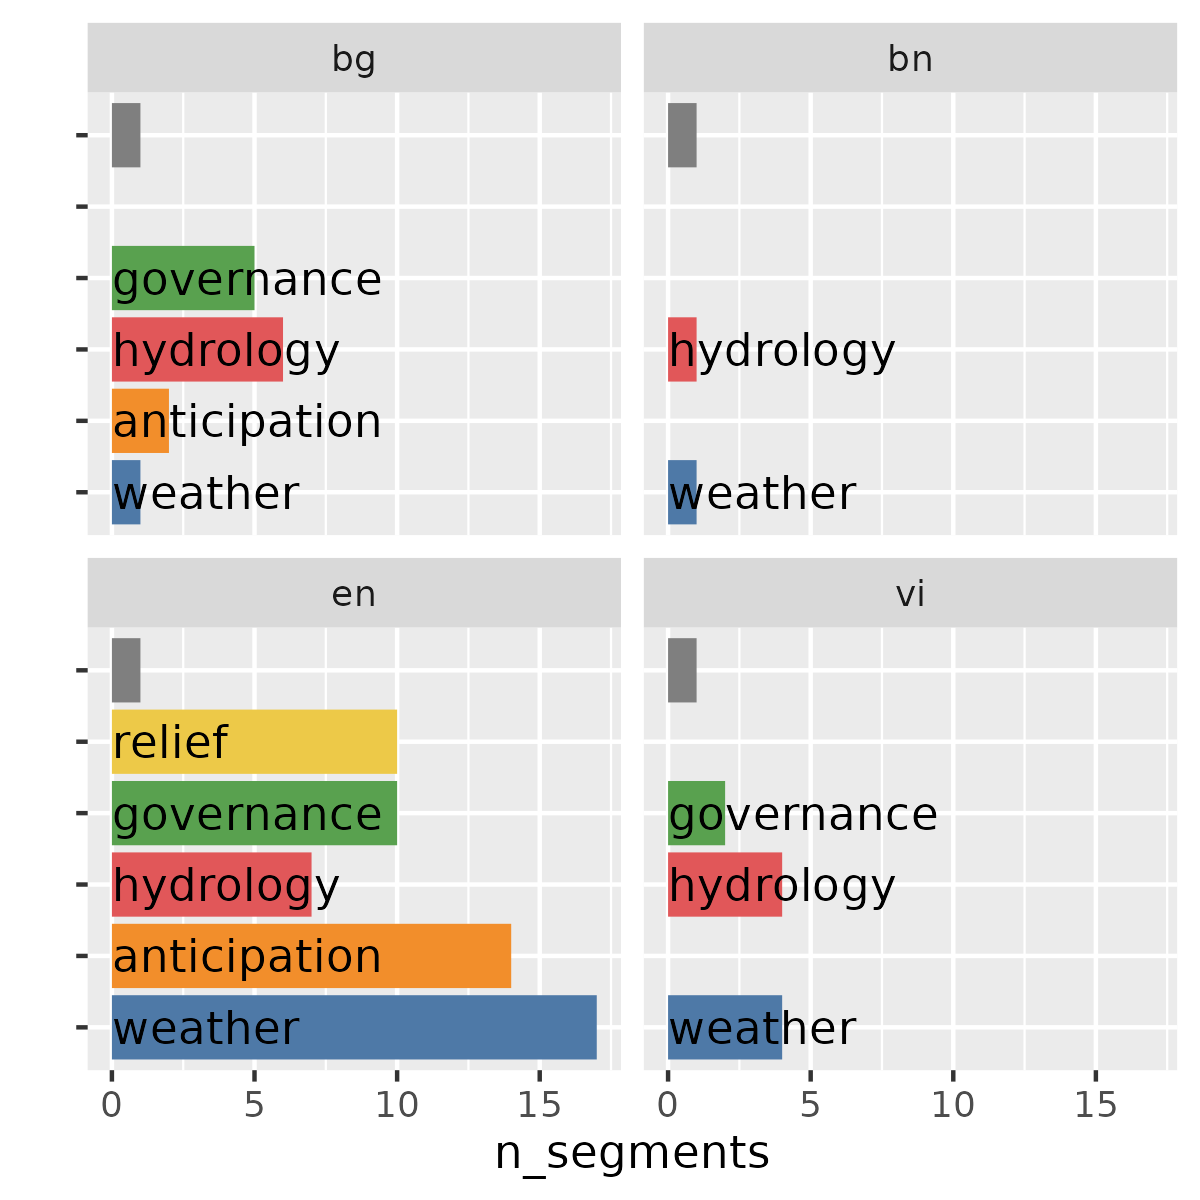 bg
governance
hydrology
anticipation
weather
bn
hydrology
weather
en
relief
governance
hydrology
anticipation
weather
0 5 10 15
vi
governance
hydrology
weather
0 5 10 15
n_segments